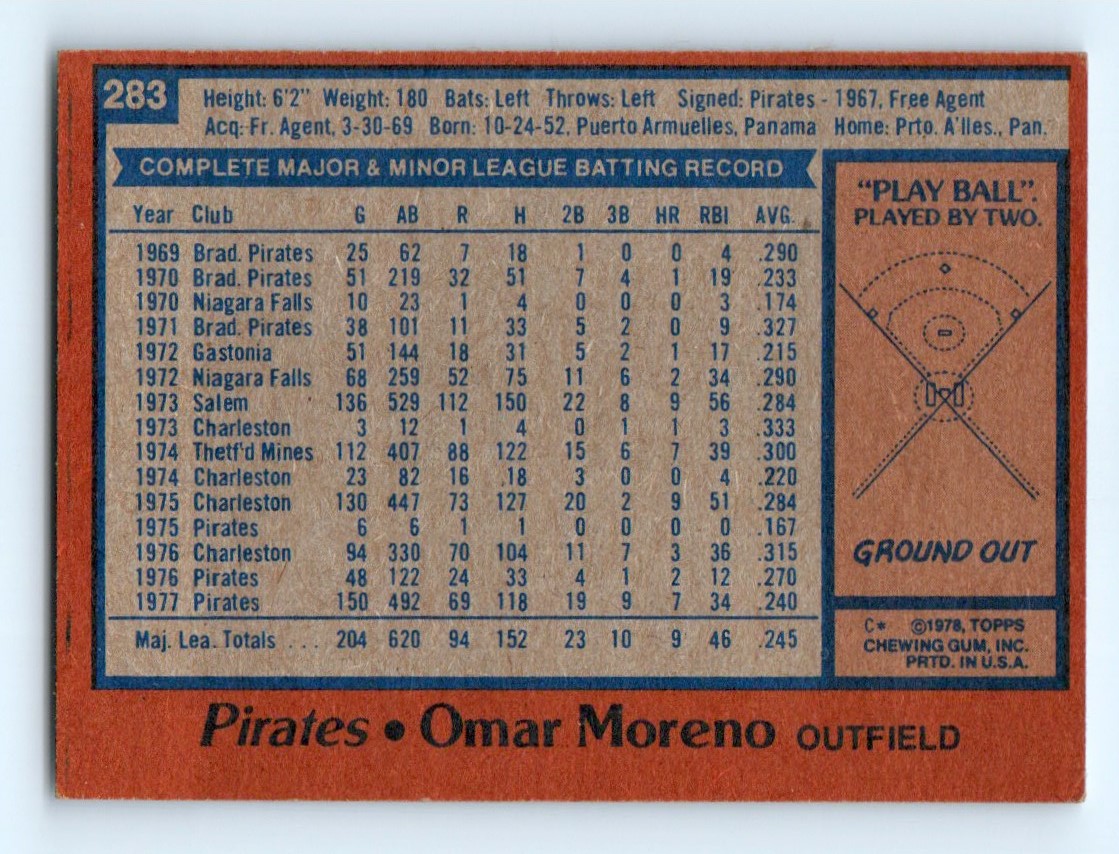 283
Height: 6'2" Weight: 180 Bats: Left Throws: Left Signed: Pirates - 1967, Free Agent
Acq: Fr. Agent, 3-30-69 Born: 10-24-52, Puerto Armuelles, Panama Home: Prto. A'lles., Pan.
COMPLETE MAJOR & MINOR LEAGUE BATTING RECORD
Year Club G AB R H 2B 3B HR RBI AVG.
1969 Brad. Pirates 25 62 7 18 1 0 0 4 .290
1970 Brad. Pirates 51 219 32 51 7 4 1 19 .233
1970 Niagara Falls 10 23 1 4 0 0 0 3 .174
1971 Brad. Pirates 38 101 11 33 5 2 0 9 .327
1972 Gastonia 51 144 18 31 5 2 1 17 .215
1972 Niagara Falls 68 259 52 75 11 6 2 34 .290
1973 Salem 136 529 112 150 22 8 9 56 .284
1973 Charleston 3 12 1 4 0 1 1 3 .333
1974 Thetf'd Mines 112 407 88 122 15 6 7 39 .300
1974 Charleston 23 82 16 18 3 0 0 4 .220
1975 Charleston 130 447 73 127 20 2 9 51 .284
1975 Pirates 6 6 1 1 0 0 0 0 .167
1976 Charleston 94 330 70 104 11 7 3 36 .315
1976 Pirates 48 122 24 33 4 1 2 12 .270
1977 Pirates 150 492 69 118 19 9 7 34 .240
Maj. Lea. Totals ... 204 620 94 152 23 10 9 46 .245
"PLAY BALL".
PLAYED BY TWO.
GROUND OUT
C* ©1978, TOPPS
CHEWING GUM, INC.
PRTD. IN U.S.A.
Pirates • Omar Moreno OUTFIELD